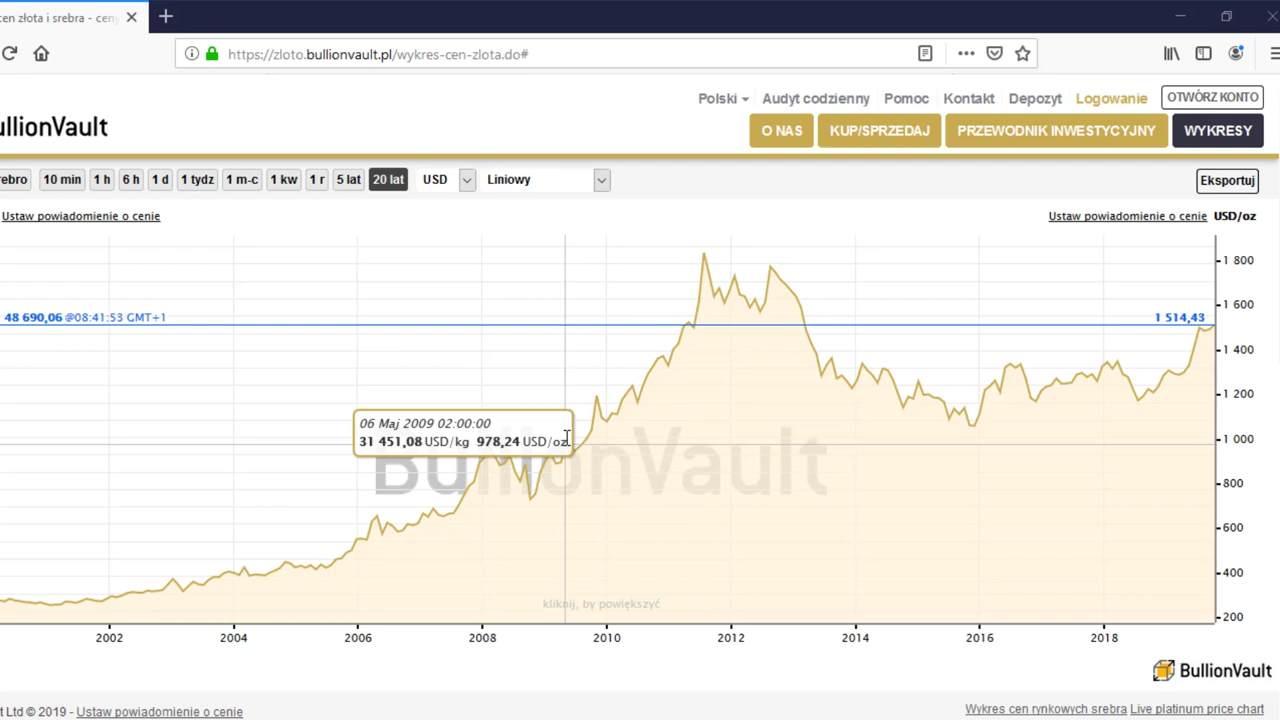 cen złota i srebra - ceny
https://zloto.bullionvault.pl/wykres-cen-zlota.do#
Polski Audyt codzienny Pomoc Kontakt Depozyt Logowanie OTWÓRZ KONTO
ullionVault
O NAS KUP/SPRZEDAJ PRZEWODNIK INWESTYCYJNY WYKRESY
rebro 10 min 1 h 6 h 1 d 1 tydz 1 m-c 1 kw 1 r 5 lat 20 lat USD Liniowy Eksportuj
Ustaw powiadomienie o cenie Ustaw powiadomienie o cenie USD/oz
1 800
1 600
48 690,06 @08:41:53 GMT+1 1 514,43
1 400
1 200
06 Maj 2009 02:00:00
31 451,08 USD/kg 978,24 USD/oz
1 000
BullionVault
800
600
400
kliknij, by powiększyć
200
2002 2004 2006 2008 2010 2012 2014 2016 2018
BullionVault
t Ltd © 2019 - Ustaw powiadomienie o cenie Wykres cen rynkowych srebra Live platinum price chart